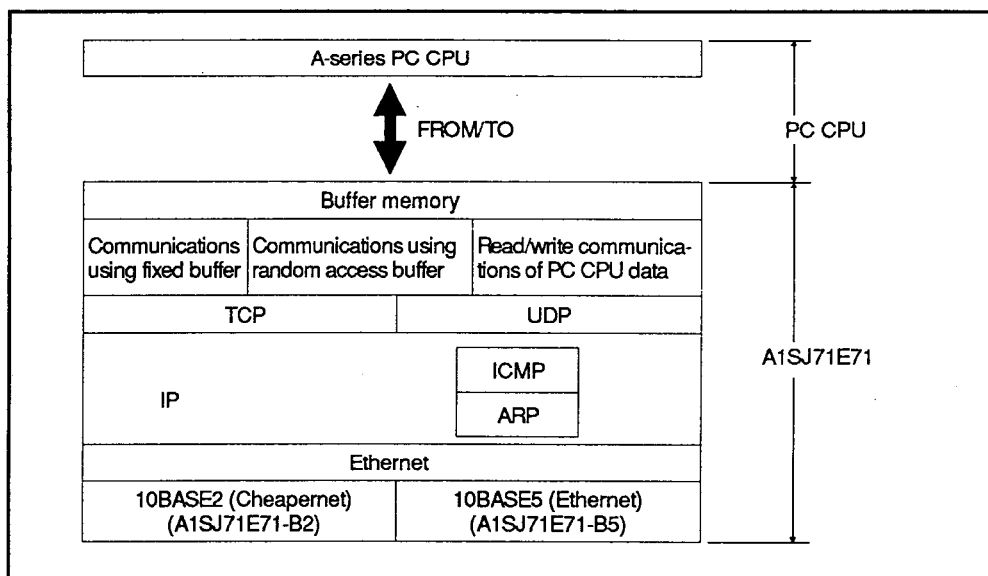 A-series PC CPU
FROM/TO
PC CPU
Buffer memory
Communications
using fixed buffer
Communications using
random access buffer
Read/write communica-
tions of PC CPU data
TCP
UDP
A1SJ71E71
IP
ICMP
ARP
Ethernet
10BASE2 (Cheapernet)
(A1SJ71E71-B2)
10BASE5 (Ethernet)
(A1SJ71E71-B5)